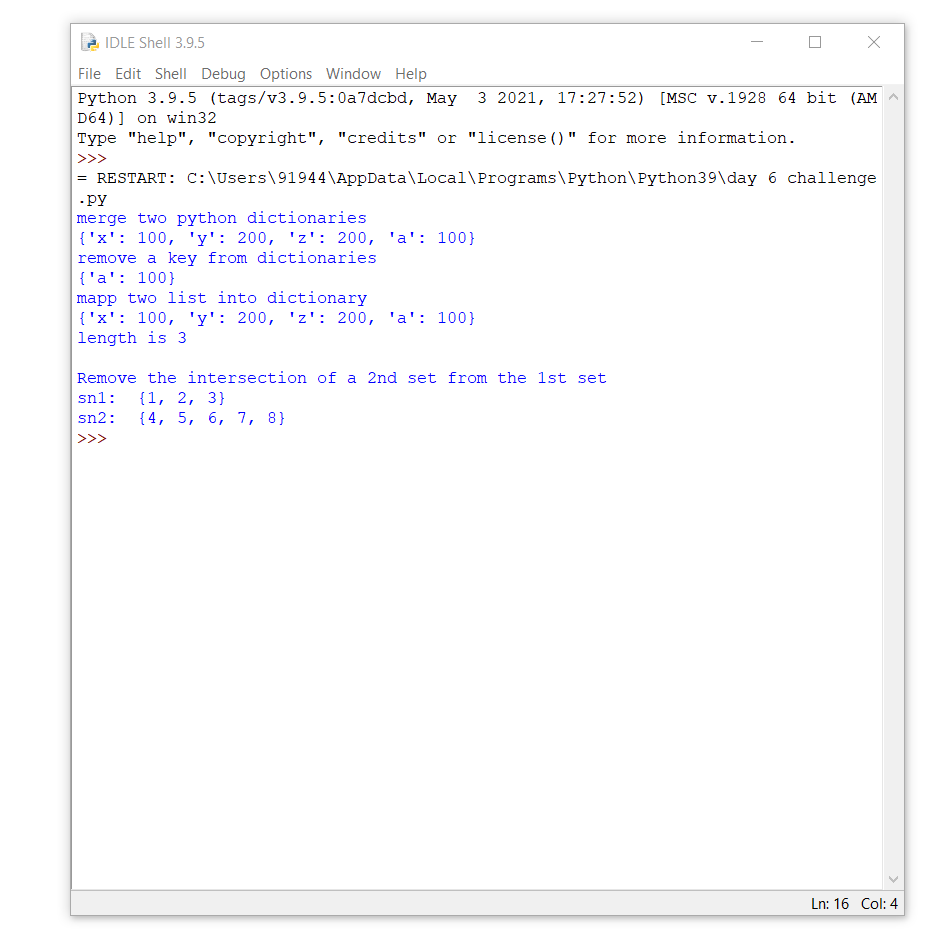 IDLE Shell 3.9.5
File Edit Shell Debug Options Window Help
Python 3.9.5 (tags/v3.9.5:0a7dcbd, May  3 2021, 17:27:52) [MSC v.1928 64 bit (AM
D64)] on win32
Type "help", "copyright", "credits" or "license()" for more information.
>>>
= RESTART: C:\Users\91944\AppData\Local\Programs\Python\Python39\day 6 challenge
.py
merge two python dictionaries
{'x': 100, 'y': 200, 'z': 200, 'a': 100}
remove a key from dictionaries
{'a': 100}
mapp two list into dictionary
{'x': 100, 'y': 200, 'z': 200, 'a': 100}
length is 3
Remove the intersection of a 2nd set from the 1st set
sn1:  {1, 2, 3}
sn2:  {4, 5, 6, 7, 8}
>>>
Ln: 16 Col: 4